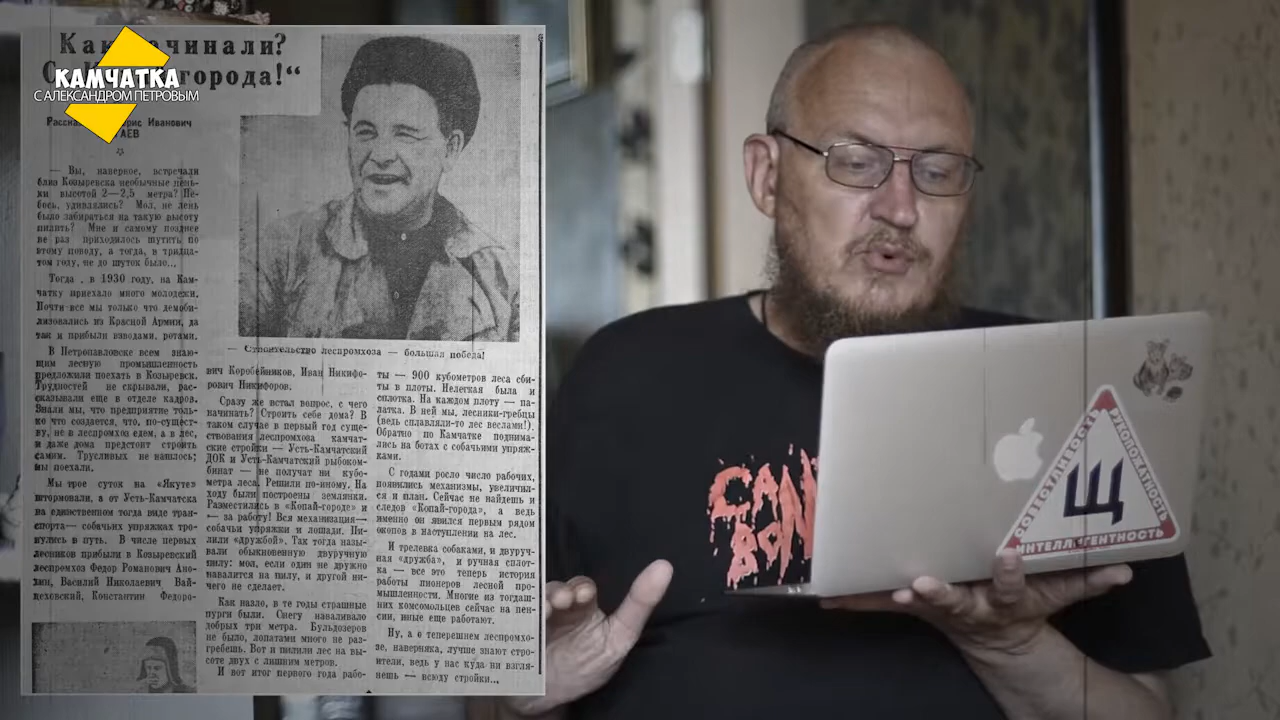 Как начинали?
С города!“
КАМЧАТКА
С АЛЕКСАНДРОМ ПЕТРОВЫМ
Борис Иванович
— Вы, наверное, встречали
близ Козыревска необычные пень-
ки высотой 2—2,5 метра? Не-
бось, удивлялись? Мол, не лень
было забираться на такую высоту
пилить? Мне и самому позднее
не раз приходилось шутить по
этому поводу, а тогда, в тридца-
том году, не до шуток было...
Тогда, в 1930 году, на Кам-
чатку приехало много молодежи.
Почти все мы только что демоби-
лизовались из Красной Армии, да
так и прибыли взводами, ротами.
В Петропавловске всем знаю-
щим лесную промышленность
предложили поехать в Козыревск.
Трудностей не скрывали, рас-
сказывали еще в отделе кадров.
Знали мы, что предприятие толь-
ко что создается, что, по-сущест-
ву, не в леспромхоз едем, а в лес,
и даже дома предстоит строить
самим. Трусливых не нашлось;
мы поехали.
Мы трое суток на «Якуте»
штормовали, а от Усть-Камчатска
на единственном тогда виде тран-
спорта— собачьих упряжках тро-
нулись в путь. В числе первых
лесников прибыли в Козыревский
леспромхоз Федор Романович
Василий Николаевич Вай-
Константин Федоро-
— Строительство леспромхоза — большая победа!
вич Коробейников, Иван Никифо-
рович Никифоров.
Сразу же встал вопрос, с чего
начинать? Строить себе дома? В
таком случае в первый год суще-
ствования леспромхоза камчат-
ские стройки — Усть-Камчатский
ДОК и Усть-Камчатский рыбоком-
бинат — не получат ни кубо-
метра леса. Решили по-иному. На
ходу были построены землянки.
Разместились в «Копай-городе» и
— за работу! Вся механизация—
собачьи упряжки и лошади. Пи-
лили «дружбой». Так тогда назы-
вали обыкновенную двуручную
пилу: мол, если один не дружно
навалится на пилу, и другой ни-
чего не сделает.
Как назло, в те годы страшные
пурги были. Снегу наваливало
добрых три метра. Бульдозеров
не было, лопатами много не раз-
гребешь. Вот и пилили лес на вы-
соте двух с лишним метров.
И вот итог первого года рабо-
ты — 900 кубометров леса сби-
ты в плоты. Нелегкая была и
сплотка. На каждом плоту — па-
латка. В ней мы, лесники-гребцы
(ведь сплавляли-то лес веслами!).
Обратно по Камчатке поднима-
лись на ботах с собачьими упряж-
ками.
С годами росло число рабочих,
появились механизмы, увеличил-
ся и план. Сейчас не найдешь и
следов «Копай-города», а ведь
именно он явился первым рядом
окопов в наступлении на лес.
И трелевка собаками, и двуруч-
ная «дружба», и ручная сплот-
ка — все это теперь история
работы пионеров лесной про-
мышленности. Многие из тогдаш-
них комсомольцев сейчас на пен-
сии, иные еще работают.
Ну, а о теперешнем леспромхо-
зе, наверняка, лучше знают стро-
ители, ведь у нас куда ни взгля-
нешь — всюду стройки...
СОВЕСТЛИВОСТЬ
РУКОПОЖАТНОСТЬ
Щ
ИНТЕЛЛИГЕНТНОСТЬ